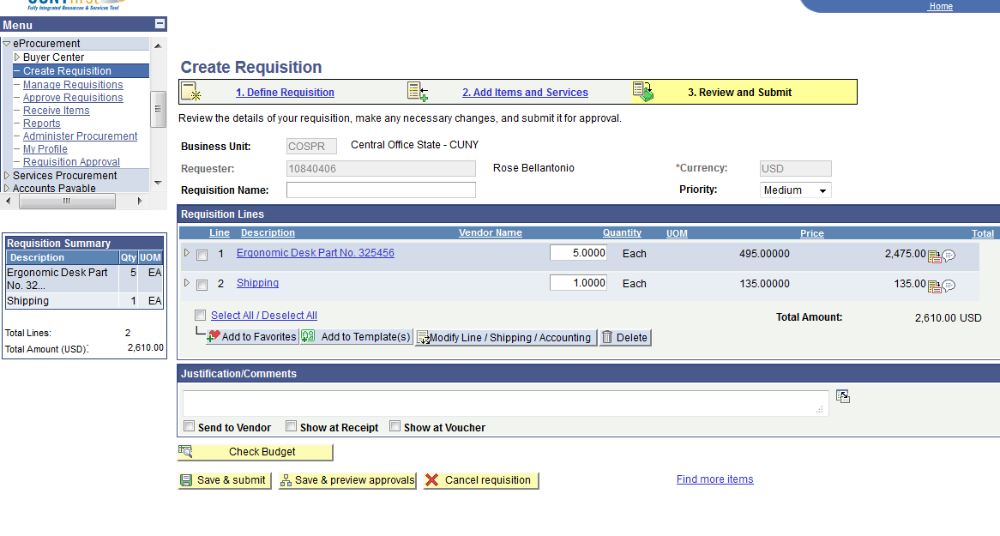 Fully Integrated Resources & Services Tool
Home
Menu
eProcurement
Buyer Center
Create Requisition
Manage Requisitions
Approve Requisitions
Receive Items
Reports
Administer Procurement
My Profile
Requisition Approval
Services Procurement
Accounts Payable
Requisition Summary
Description Qty UOM
Ergonomic Desk Part No. 32... 5 EA
Shipping 1 EA
Total Lines: 2
Total Amount (USD): 2,610.00
Create Requisition
1. Define Requisition 2. Add Items and Services 3. Review and Submit
Review the details of your requisition, make any necessary changes, and submit it for approval.
Business Unit: COSPR Central Office State - CUNY
Requester: 10840406 Rose Bellantonio *Currency: USD
Requisition Name: Priority: Medium
Requisition Lines
Line Description Vendor Name Quantity UOM Price Total
1 Ergonomic Desk Part No. 325456 5.0000 Each 495.00000 2,475.00
2 Shipping 1.0000 Each 135.00000 135.00
Select All / Deselect All Total Amount: 2,610.00 USD
Add to Favorites Add to Template(s) Modify Line / Shipping / Accounting Delete
Justification/Comments
Send to Vendor Show at Receipt Show at Voucher
Check Budget
Save & submit Save & preview approvals Cancel requisition Find more items